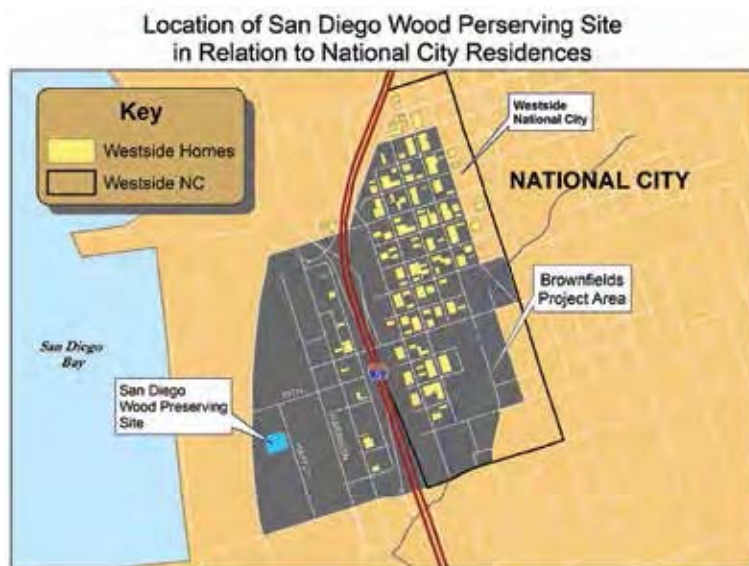 Location of San Diego Wood Perserving Site
in Relation to National City Residences
Key
Westside Homes
Westside NC
Westside
National City
NATIONAL CITY
Brownfields
Project Area
San Diego
Bay
San Diego
Wood Preserving
Site